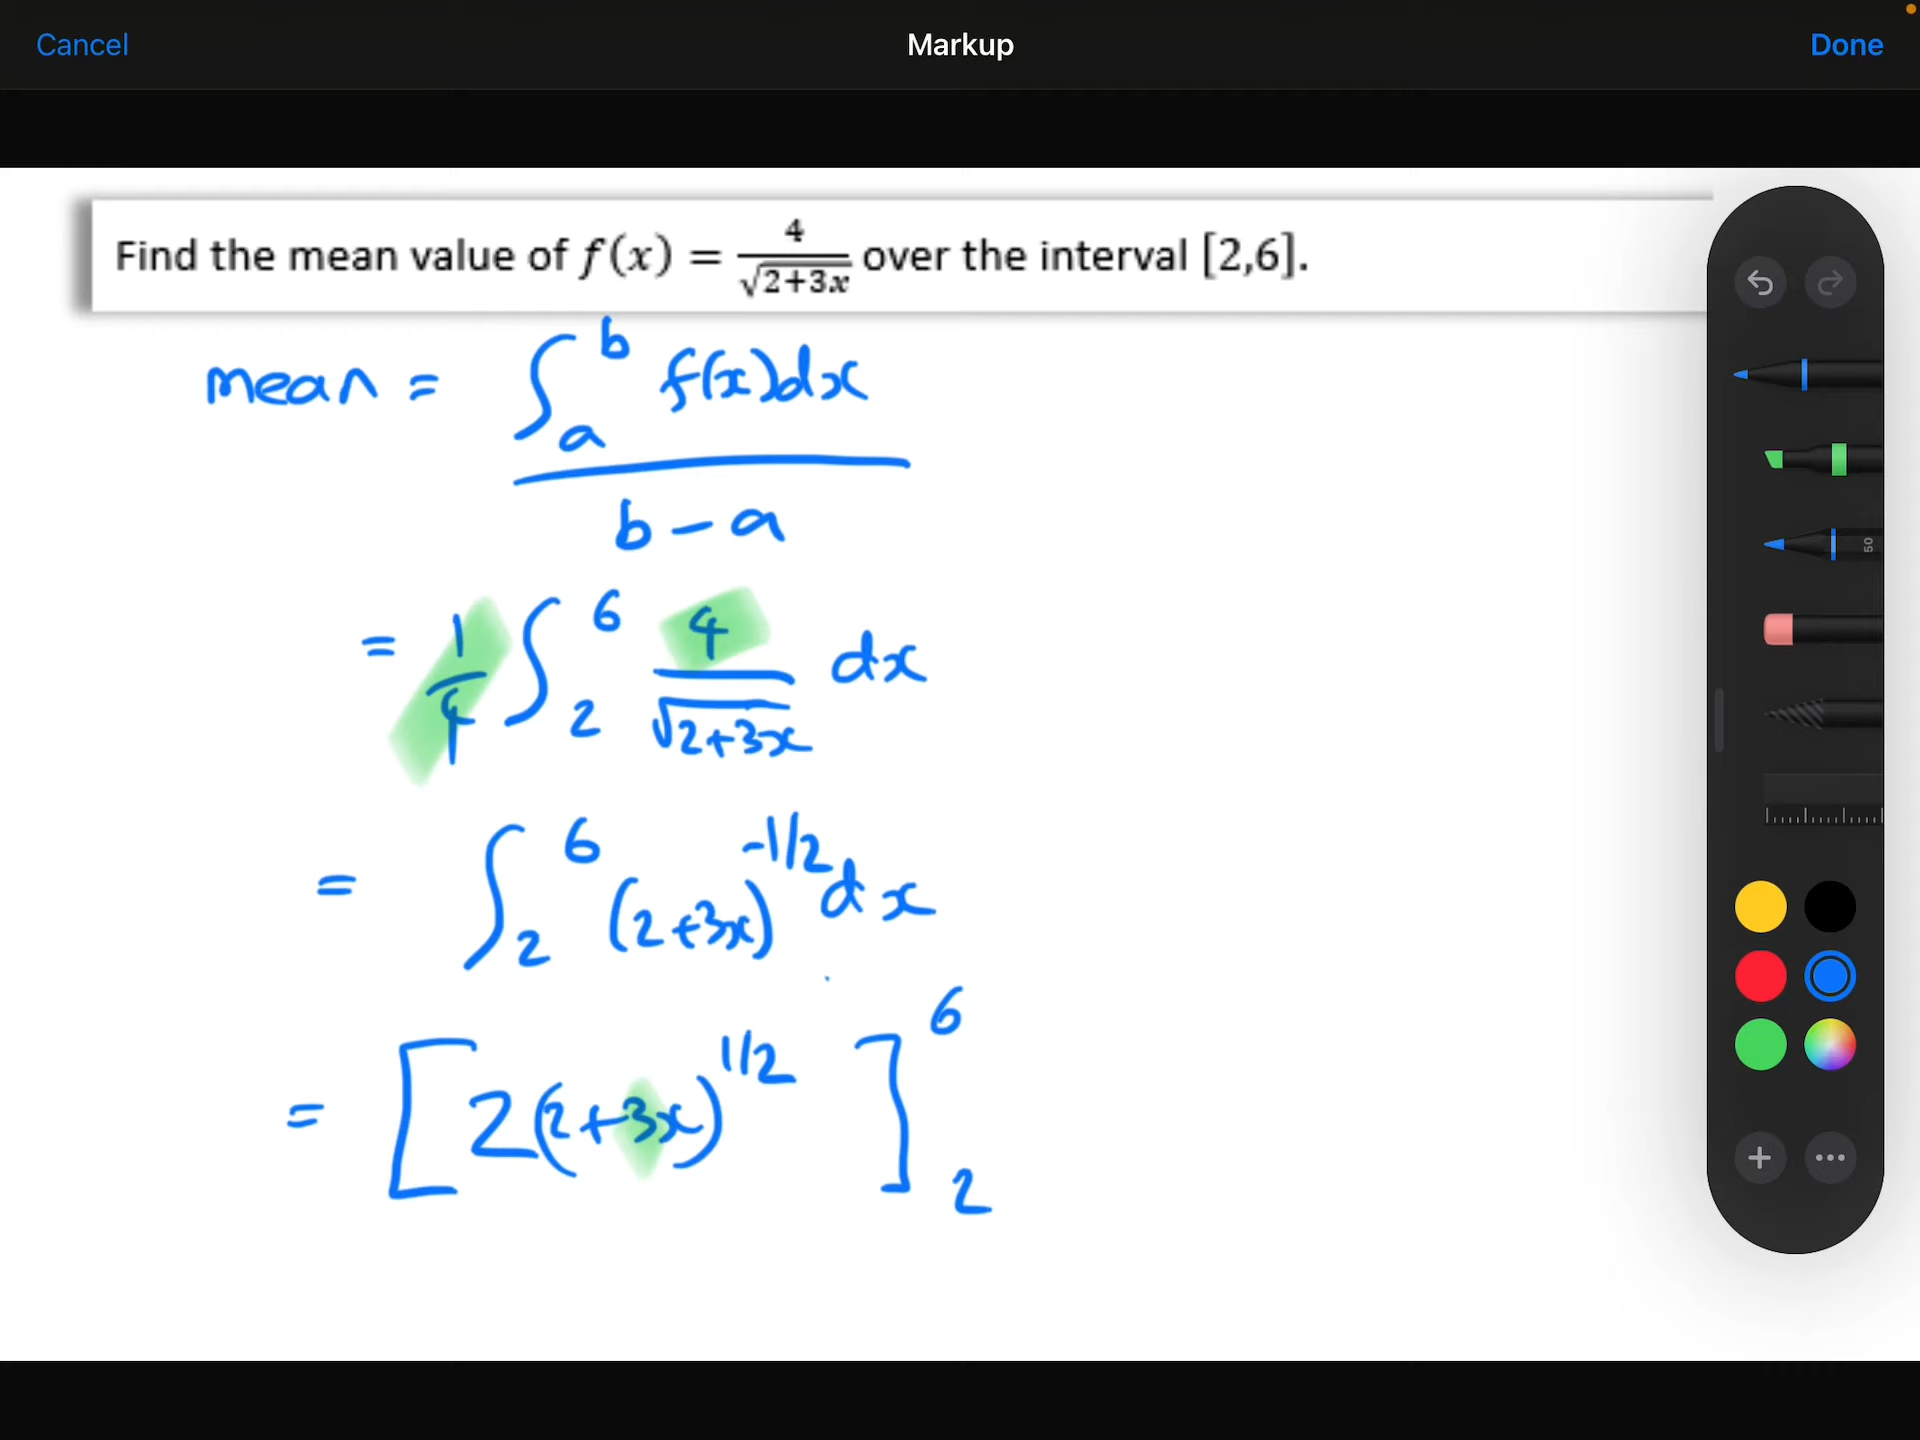 Cancel Markup Done
Find the mean value of f(x) = 4/√(2+3x) over the interval [2,6].
mean = ∫_a^b f(x)dx / (b - a)
= 1/4 ∫_2^6 4/√(2+3x) dx
= ∫_2^6 (2+3x)^(-1/2) dx
= [2(2+3x)^(1/2)]_2^6
50